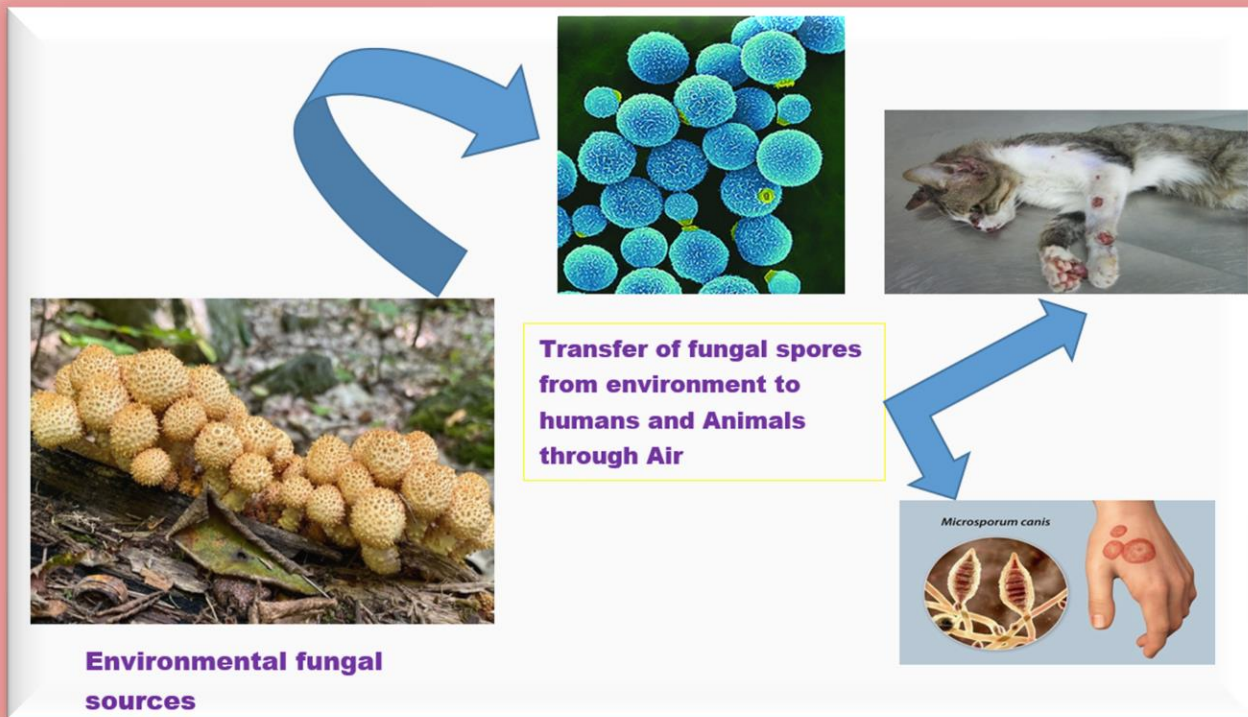 Transfer of fungal spores
from environment to
humans and Animals
through Air
Microsporum canis
Environmental fungal
sources